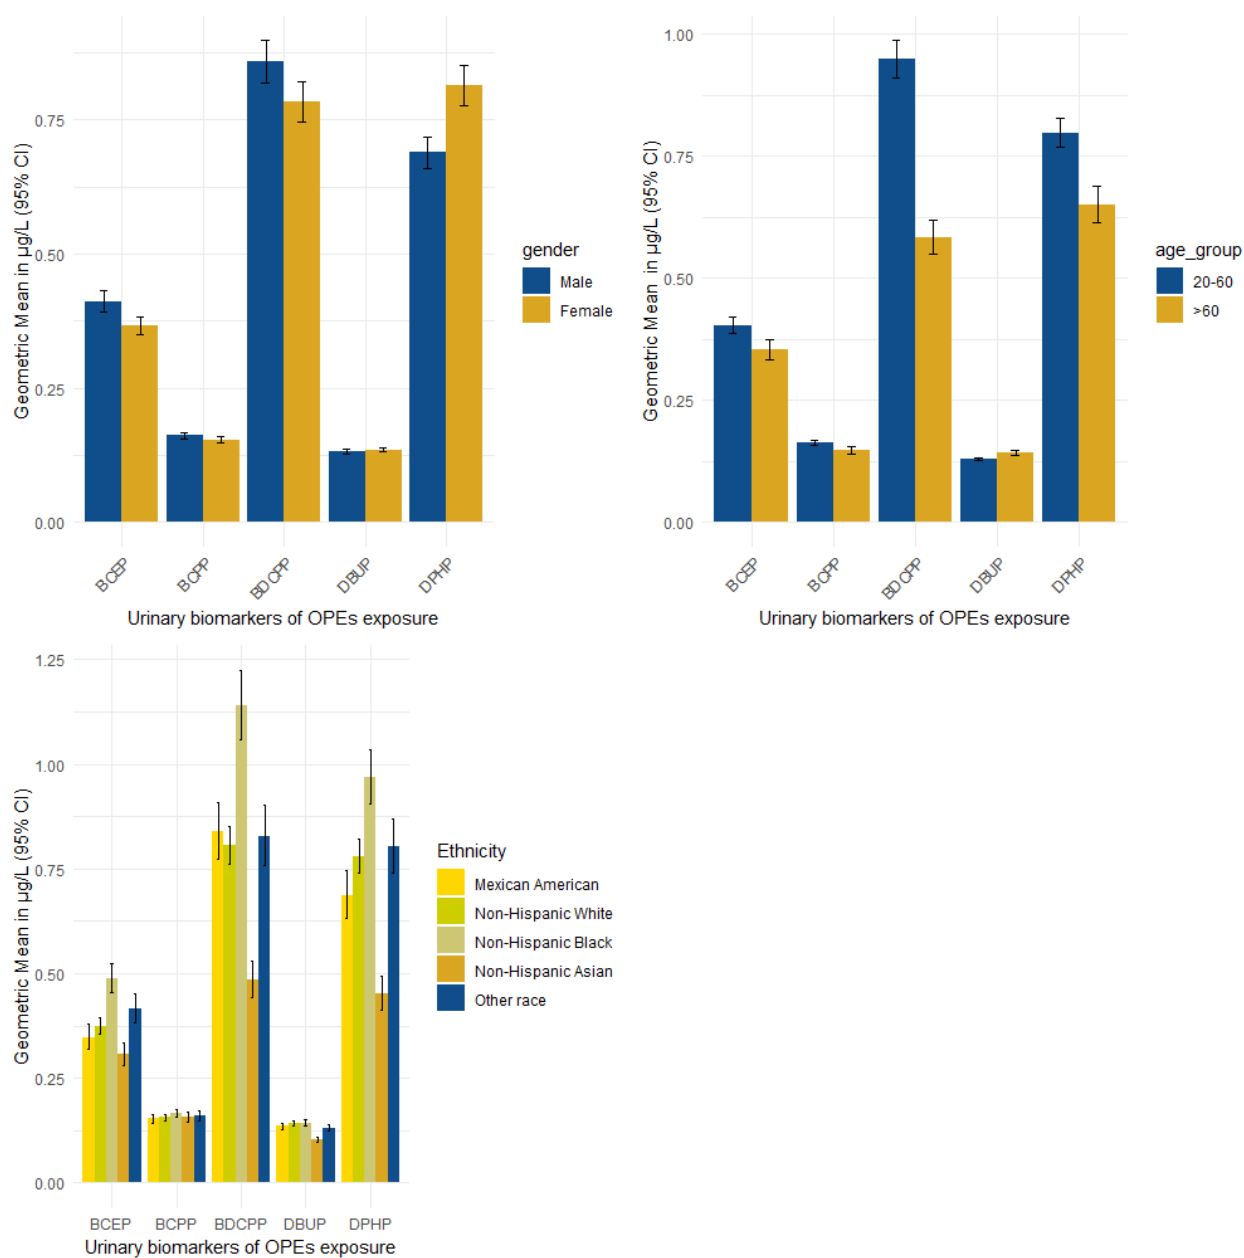 Geometric Mean in µg/L (95% CI)
0.75
0.50
0.25
0.00
BCEP
BCPP
BDCPP
DBUP
DPHP
Urinary biomarkers of OPEs exposure
gender
Male
Female
Geometric Mean in µg/L (95% CI)
1.00
0.75
0.50
0.25
0.00
BCEP
BCPP
BDCPP
DBUP
DPHP
Urinary biomarkers of OPEs exposure
age_group
20-60
>60
Geometric Mean in µg/L (95% CI)
1.25
1.00
0.75
0.50
0.25
0.00
BCEP BCPP BDCPP DBUP DPHP
Urinary biomarkers of OPEs exposure
Ethnicity
Mexican American
Non-Hispanic White
Non-Hispanic Black
Non-Hispanic Asian
Other race